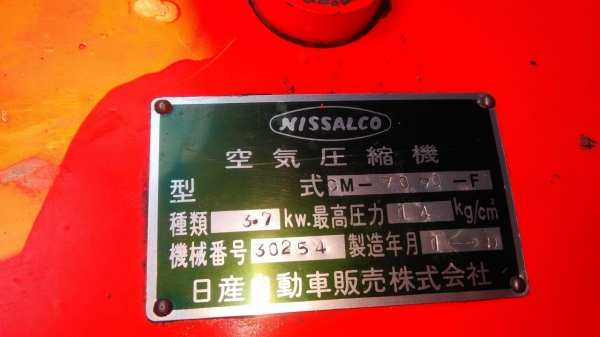 NISSALCO
空気圧縮機
型式
種類 3.7 kw. 最高圧力 14 kg/cm²
機械番号 30254 製造年月
日産自動車販売株式会社